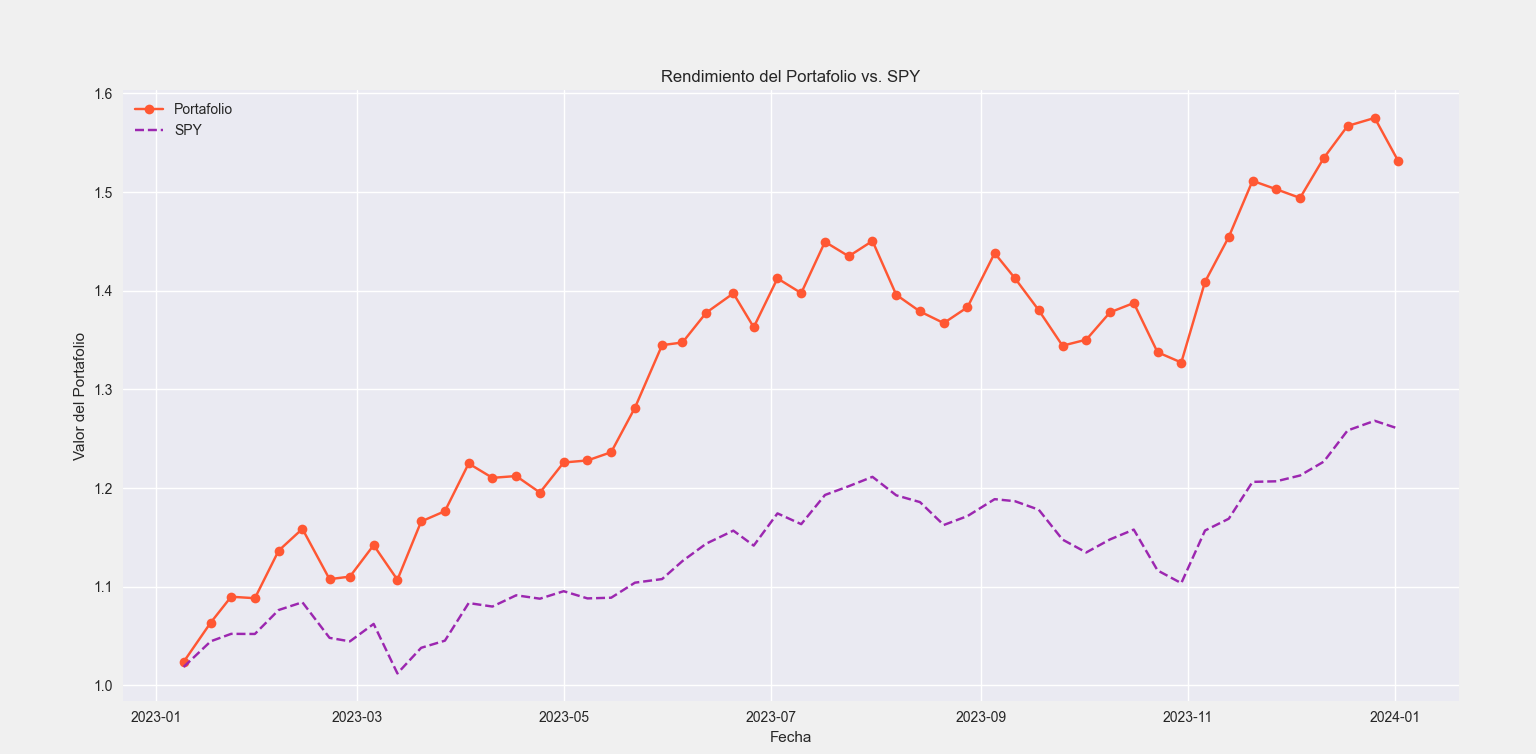 Rendimiento del Portafolio vs. SPY
Portafolio
SPY
1.6
1.5
1.4
1.3
1.2
1.1
1.0
Valor del Portafolio
2023-01 2023-03 2023-05 2023-07 2023-09 2023-11 2024-01
Fecha